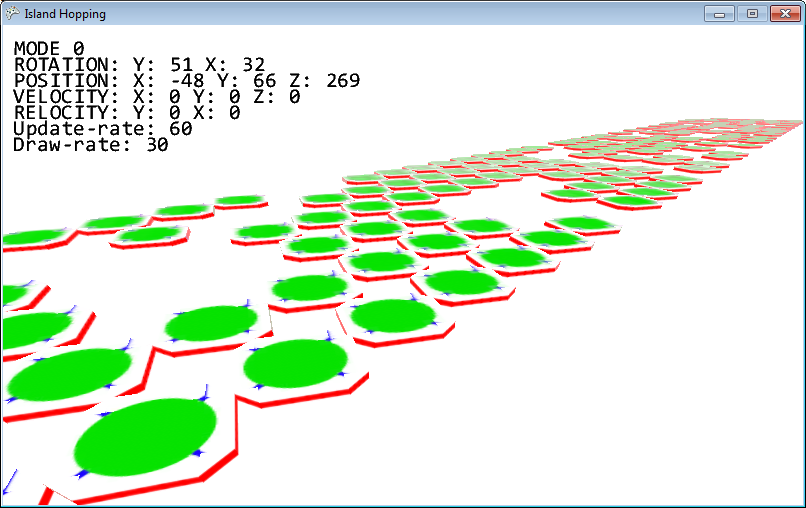 Island Hopping
MODE 0
ROTATION: Y: 51 X: 32
POSITION: X: -48 Y: 66 Z: 269
VELOCITY: X: 0 Y: 0 Z: 0
RELOCITY: Y: 0 X: 0
Update-rate: 60
Draw-rate: 30